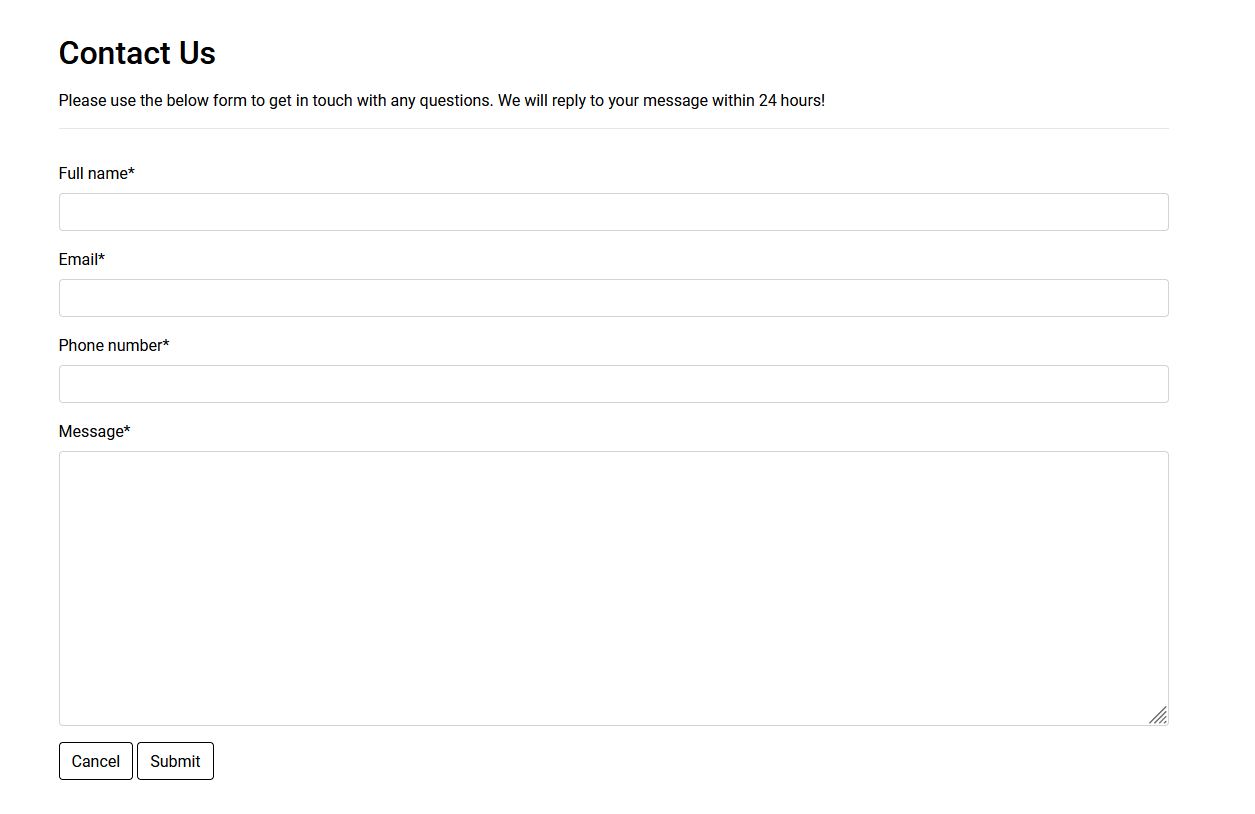 Contact Us
Please use the below form to get in touch with any questions. We will reply to your message within 24 hours!
Full name*
Email*
Phone number*
Message*
Cancel Submit